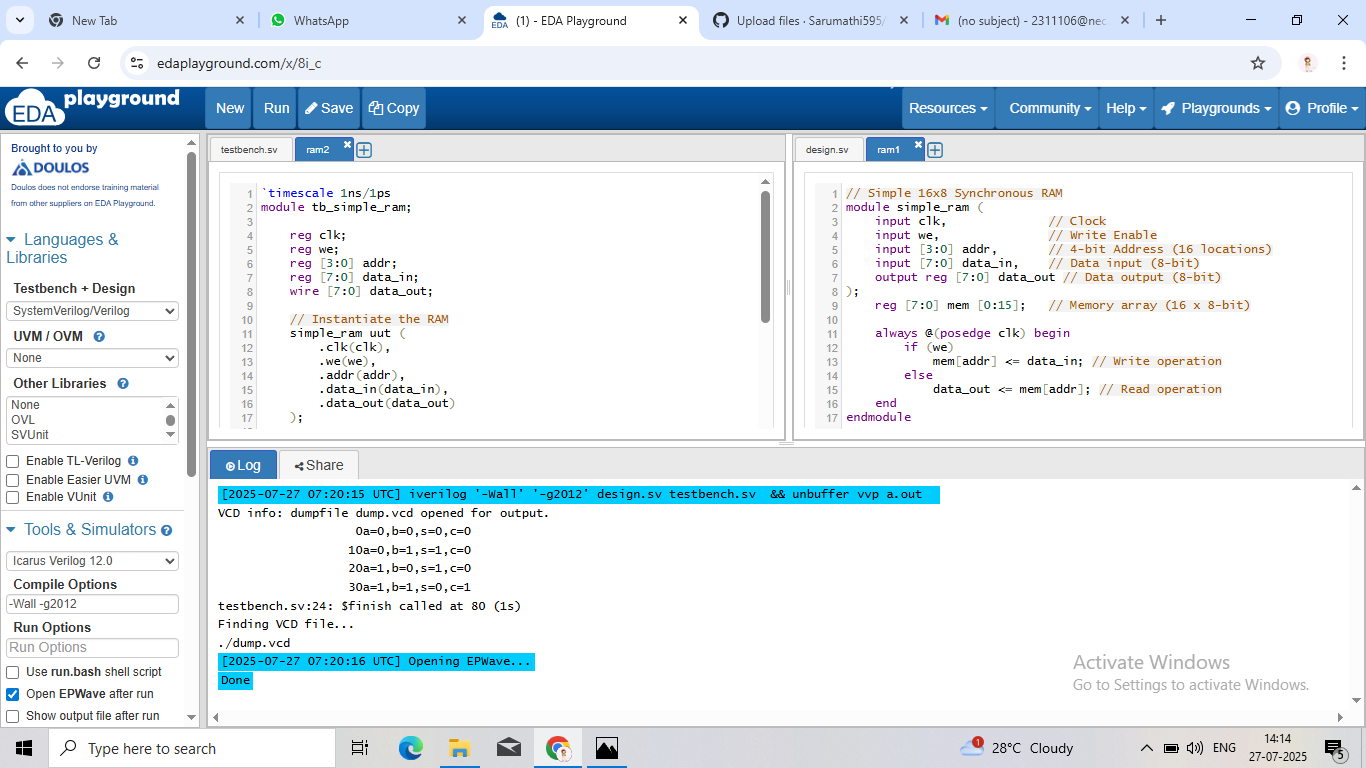 New Tab
WhatsApp
(1) - EDA Playground
Upload files · Sarumathi595/
(no subject) - 2311106@nec
edaplayground.com/x/8i_c
EDA playground
New
Run
Save
Copy
Resources
Community
Help
Playgrounds
Profile
Brought to you by
DOULOS
Doulos does not endorse training material
from other suppliers on EDA Playground.
Languages &
Libraries
Testbench + Design
SystemVerilog/Verilog
UVM / OVM
None
Other Libraries
None
OVL
SVUnit
Enable TL-Verilog
Enable Easier UVM
Enable VUnit
Tools & Simulators
Icarus Verilog 12.0
Compile Options
-Wall -g2012
Run Options
Run Options
Use run.bash shell script
Open EPWave after run
Show output file after run
testbench.sv
ram2
1 `timescale 1ns/1ps
2 module tb_simple_ram;
3
4     reg clk;
5     reg we;
6     reg [3:0] addr;
7     reg [7:0] data_in;
8     wire [7:0] data_out;
9
10     // Instantiate the RAM
11     simple_ram uut (
12         .clk(clk),
13         .we(we),
14         .addr(addr),
15         .data_in(data_in),
16         .data_out(data_out)
17     );
design.sv
ram1
1 // Simple 16x8 Synchronous RAM
2 module simple_ram (
3     input clk,              // Clock
4     input we,               // Write Enable
5     input [3:0] addr,       // 4-bit Address (16 locations)
6     input [7:0] data_in,    // Data input (8-bit)
7     output reg [7:0] data_out // Data output (8-bit)
8 );
9     reg [7:0] mem [0:15];   // Memory array (16 x 8-bit)
10
11     always @(posedge clk) begin
12         if (we)
13             mem[addr] <= data_in; // Write operation
14         else
15             data_out <= mem[addr]; // Read operation
16     end
17 endmodule
Log
Share
[2025-07-27 07:20:15 UTC] iverilog '-Wall' '-g2012' design.sv testbench.sv  && unbuffer vvp a.out
VCD info: dumpfile dump.vcd opened for output.
0a=0,b=0,s=0,c=0
10a=0,b=1,s=1,c=0
20a=1,b=0,s=1,c=0
30a=1,b=1,s=0,c=1
testbench.sv:24: $finish called at 80 (1s)
Finding VCD file...
./dump.vcd
[2025-07-27 07:20:16 UTC] Opening EPWave...
Done
Activate Windows
Go to Settings to activate Windows.
Type here to search
1
28°C Cloudy
ENG
14:14
27-07-2025
5